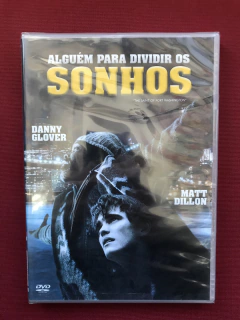 ALGUÉM PARA DIVIDIR OS
SONHOS
DANNY
GLOVER
MATT
DILLON
DVD